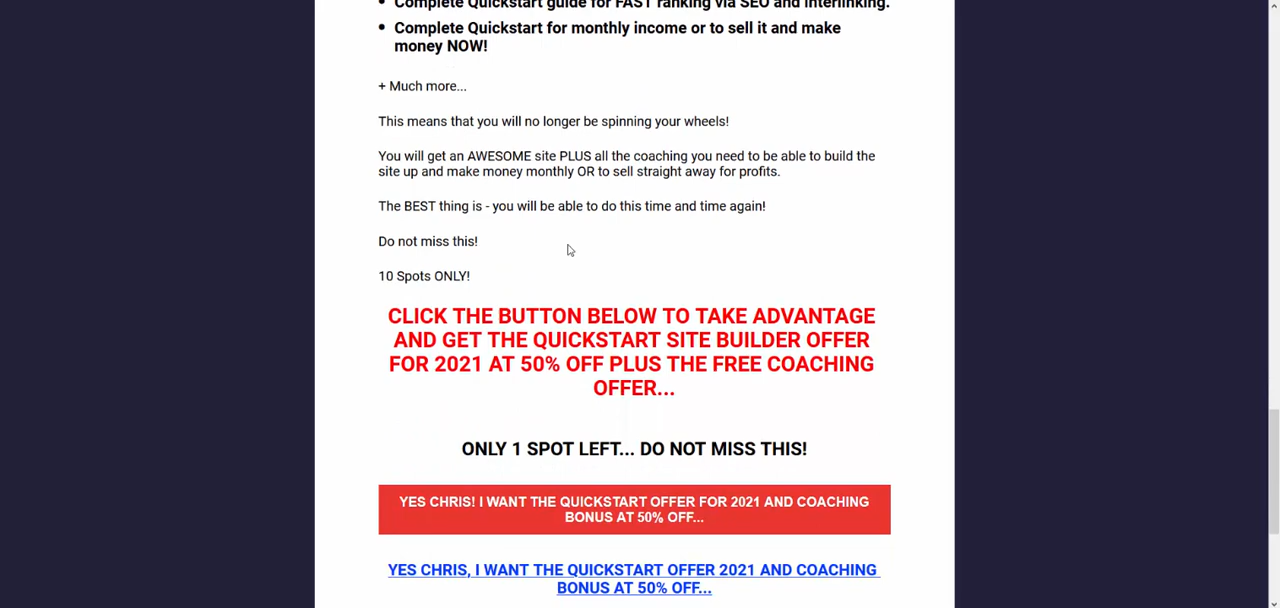 Complete Quickstart guide for FAST ranking via SEO and interlinking.
Complete Quickstart for monthly income or to sell it and make
money NOW!
+ Much more...
This means that you will no longer be spinning your wheels!
You will get an AWESOME site PLUS all the coaching you need to be able to build the
site up and make money monthly OR to sell straight away for profits.
The BEST thing is - you will be able to do this time and time again!
Do not miss this!
10 Spots ONLY!
CLICK THE BUTTON BELOW TO TAKE ADVANTAGE
AND GET THE QUICKSTART SITE BUILDER OFFER
FOR 2021 AT 50% OFF PLUS THE FREE COACHING
OFFER...
ONLY 1 SPOT LEFT... DO NOT MISS THIS!
YES CHRIS! I WANT THE QUICKSTART OFFER FOR 2021 AND COACHING
BONUS AT 50% OFF...
YES CHRIS, I WANT THE QUICKSTART OFFER 2021 AND COACHING
BONUS AT 50% OFF...